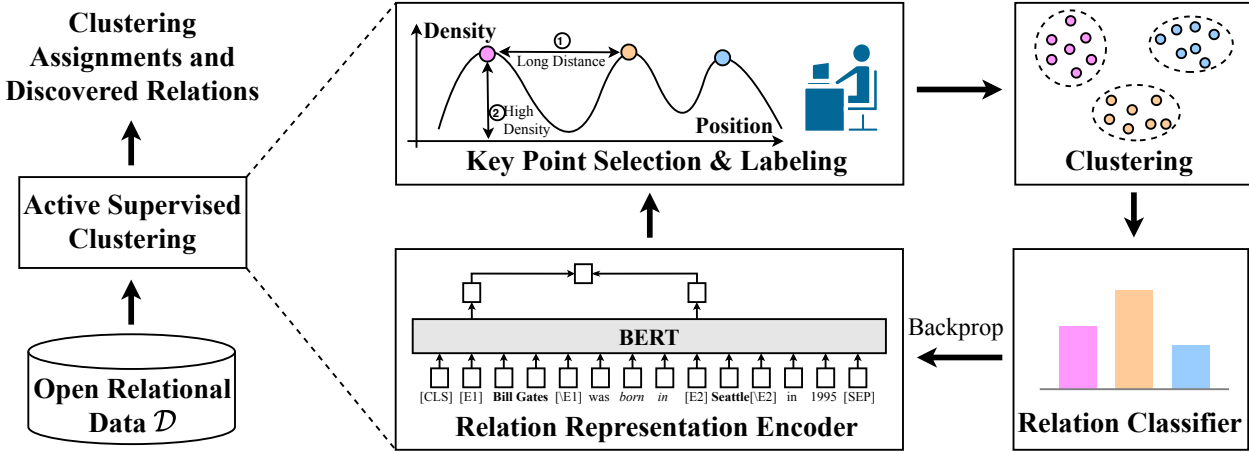 Clustering
Assignments and
Discovered Relations
Active Supervised
Clustering
Open Relational
Data 𝒟
Density
1
Long Distance
2
High
Density
Position
Key Point Selection & Labeling
Clustering
BERT
[CLS] [E1] Bill Gates [\E1] was born in [E2] Seattle [\E2] in 1995 [SEP]
Relation Representation Encoder
Backprop
Relation Classifier